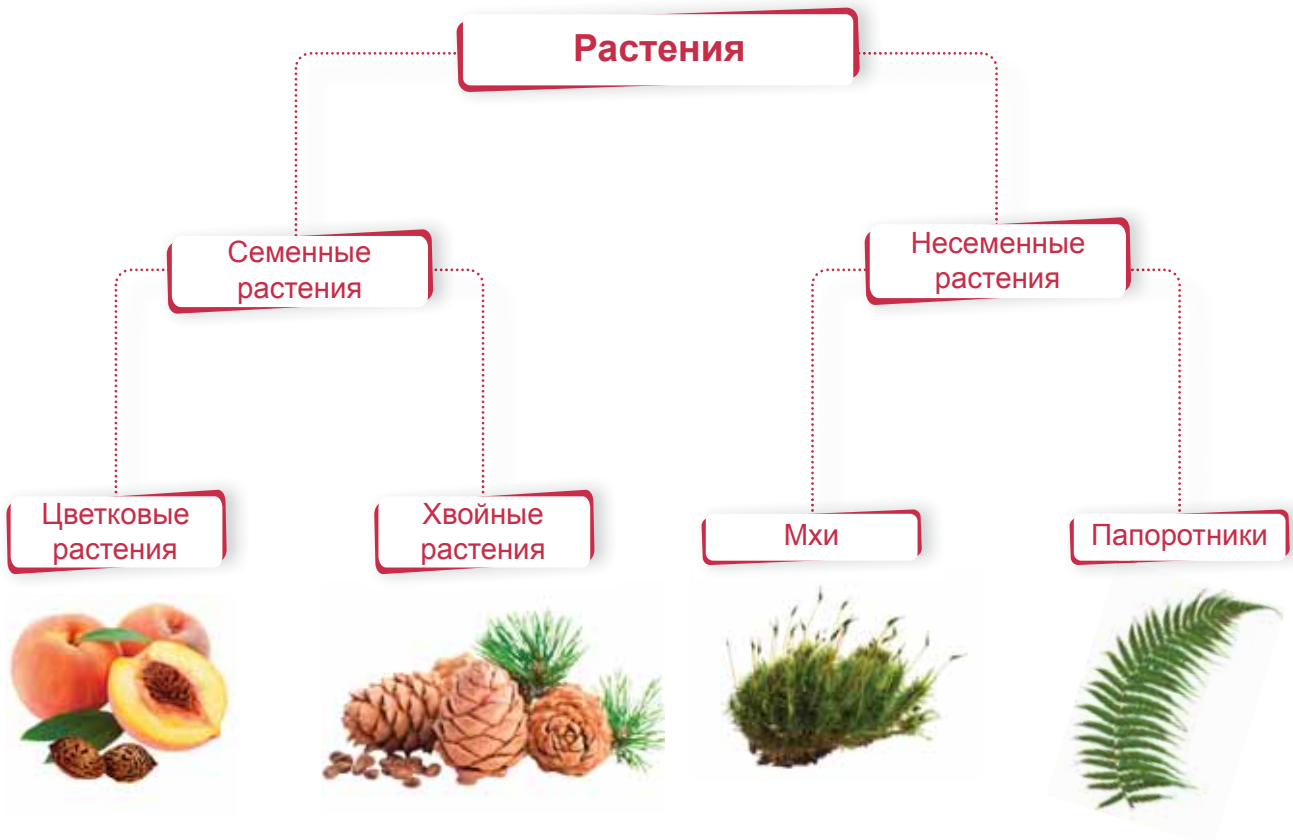 Растения
Семенные
растения
Несеменные
растения
Цветковые
растения
Хвойные
растения
Мхи
Папоротники